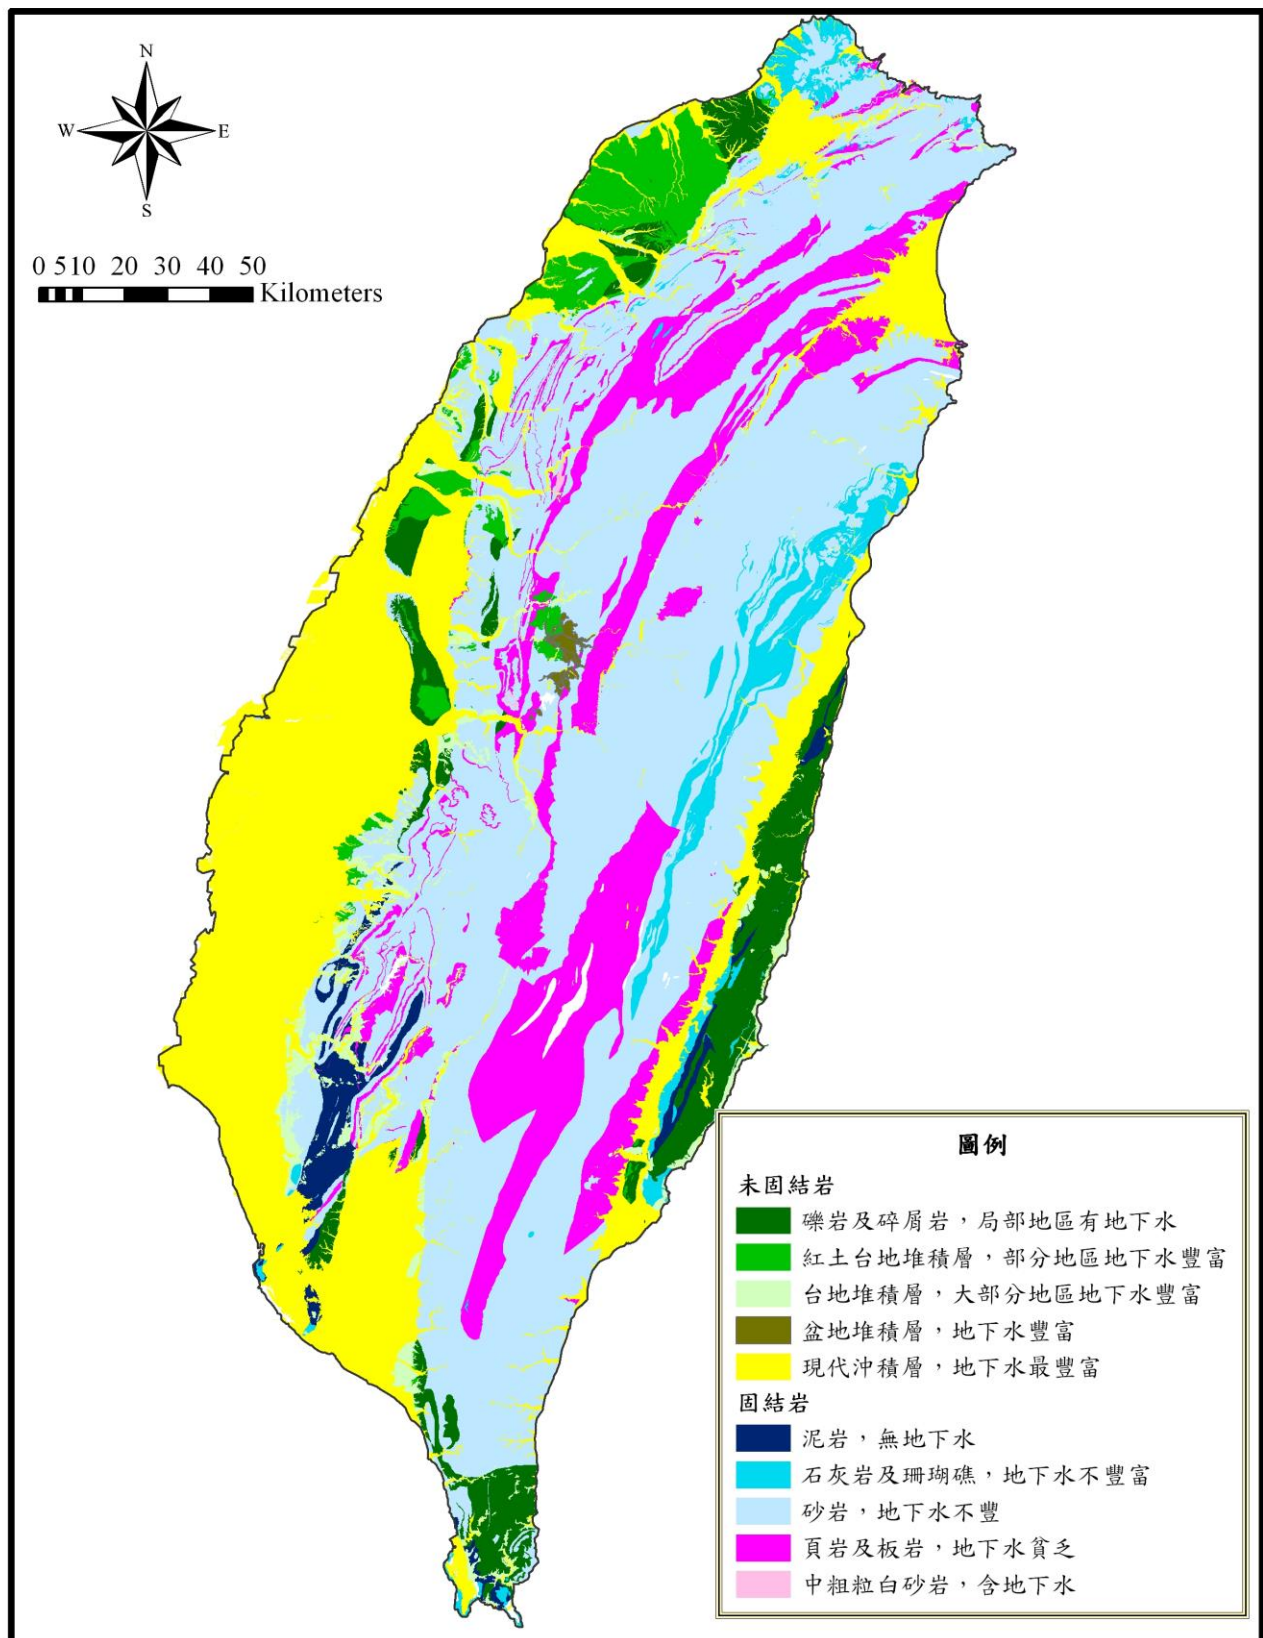 N
W E
S
0 510 20 30 40 50
Kilometers
圖例
未固結岩
礫岩及碎屑岩，局部地區有地下水
紅土台地堆積層，部分地區地下水豐富
台地堆積層，大部分地區地下水豐富
盆地堆積層，地下水豐富
現代沖積層，地下水最豐富
固結岩
泥岩，無地下水
石灰岩及珊瑚礁，地下水不豐富
砂岩，地下水不豐
頁岩及板岩，地下水貧乏
中粗粒白砂岩，含地下水